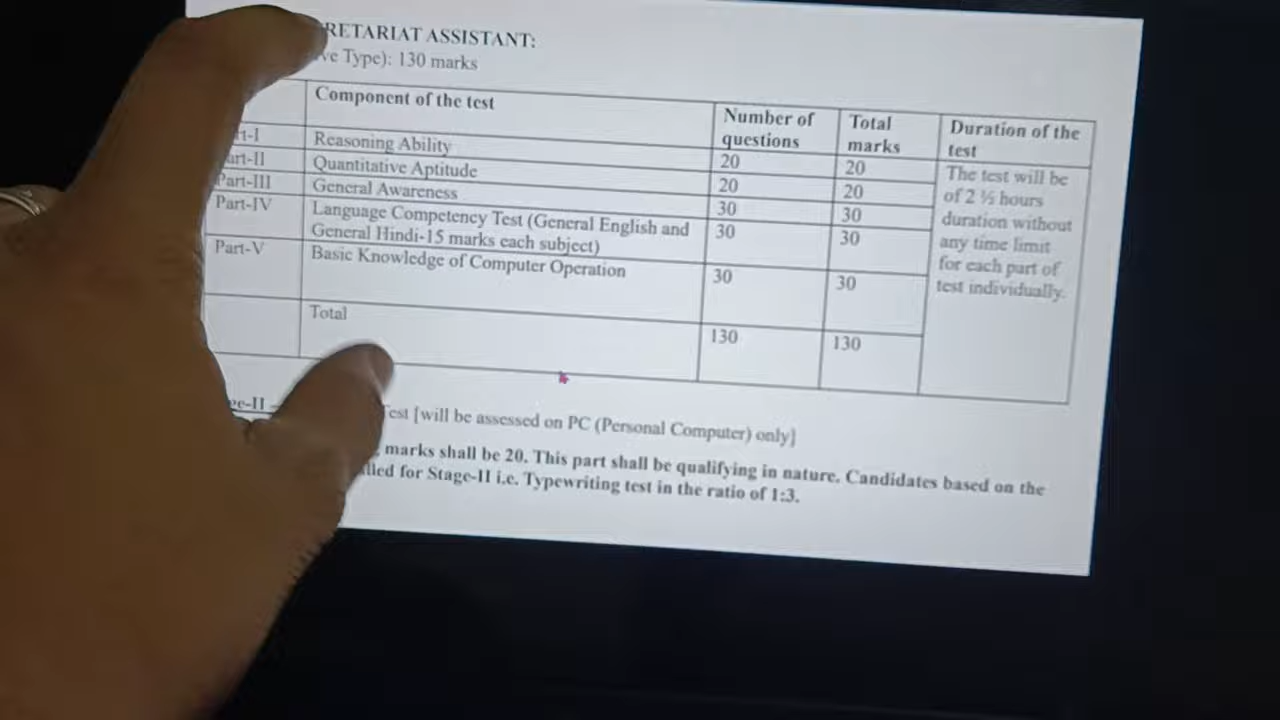 RETARIAT ASSISTANT:
ve Type): 130 marks
Component of the test
Number of questions
Total marks
Duration of the test
rt-I Reasoning Ability 20 20
art-II Quantitative Aptitude 20 20
Part-III General Awareness 30 30
Part-IV Language Competency Test (General English and
General Hindi-15 marks each subject) 30 30
Part-V Basic Knowledge of Computer Operation 30 30
Total 130 130
The test will be
of 2 ½ hours
duration without
any time limit
for each part of
test individually.
ge-II – Test [will be assessed on PC (Personal Computer) only]
marks shall be 20. This part shall be qualifying in nature. Candidates based on the
lled for Stage-II i.e. Typewriting test in the ratio of 1:3.